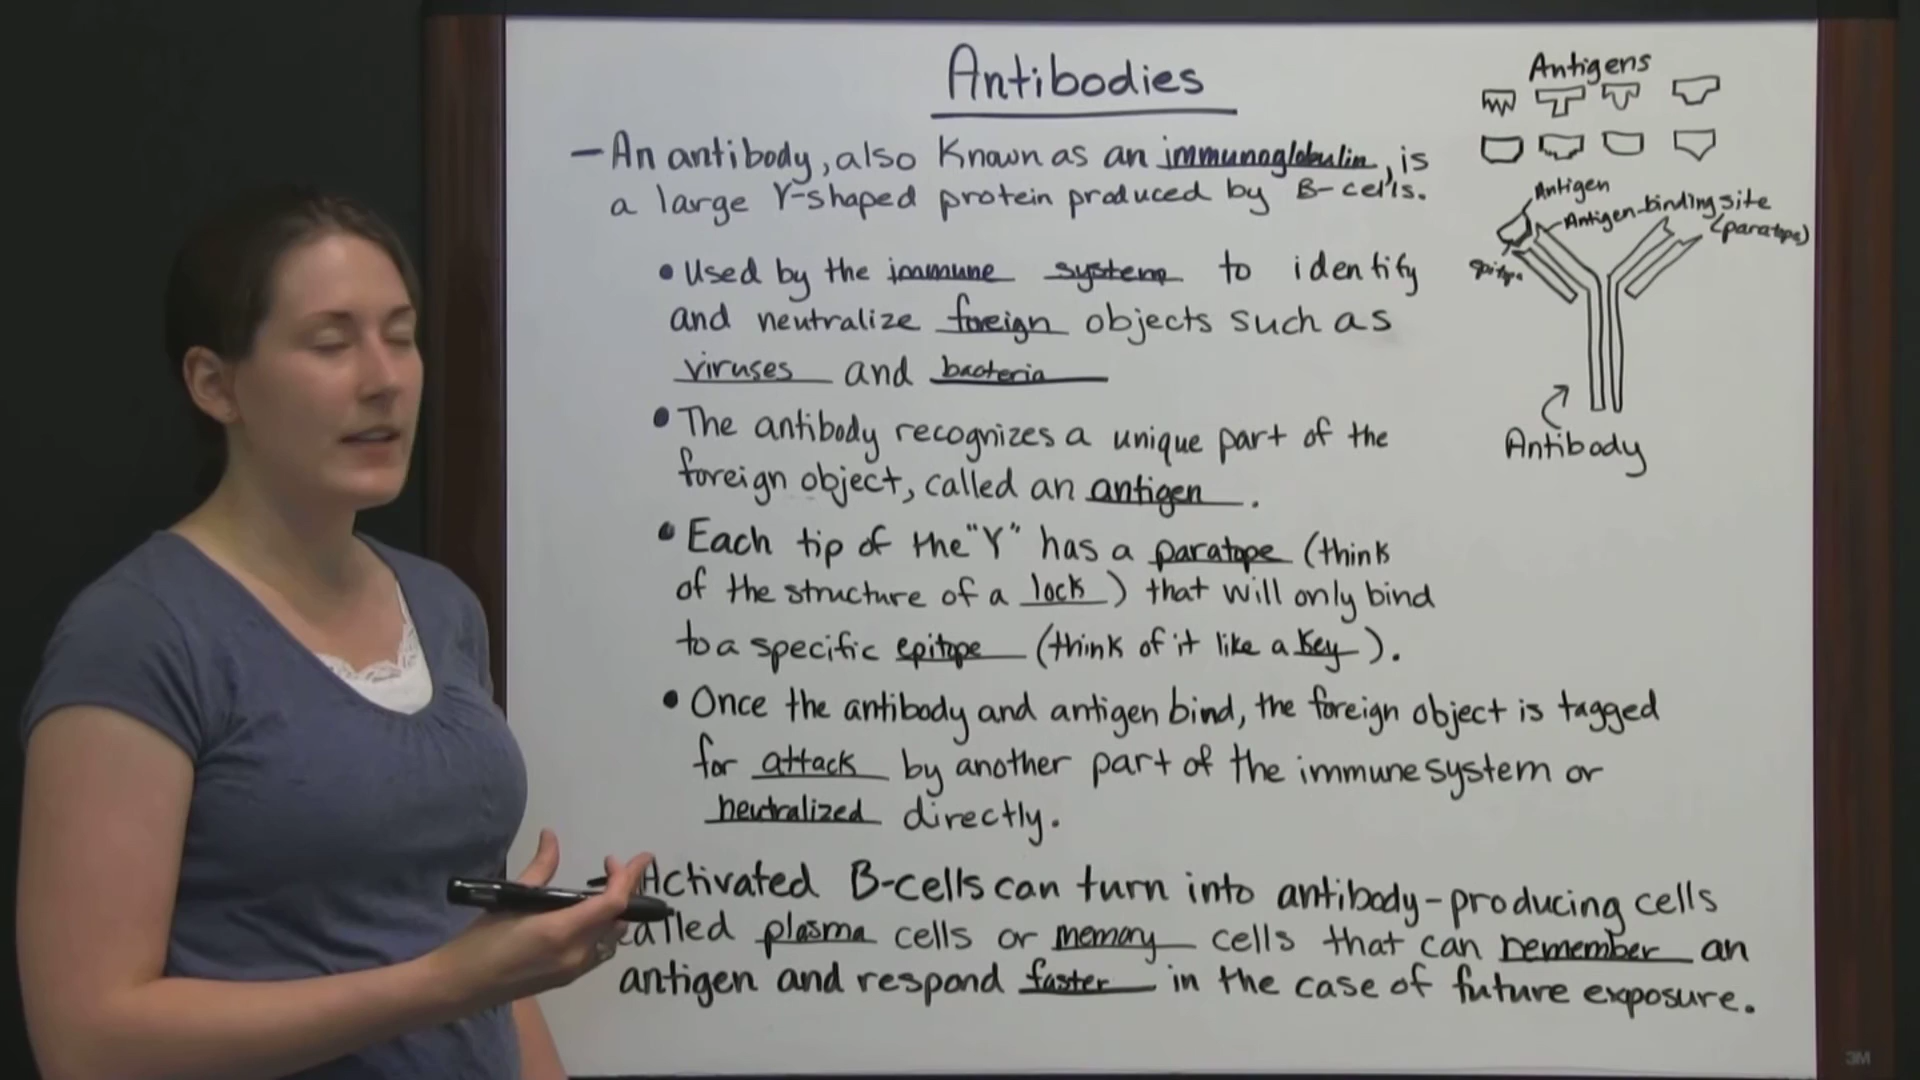 Antibodies
– An antibody, also known as an immunoglobulin, is
a large Y-shaped protein produced by B-cells.
• Used by the immune system to identify
and neutralize foreign objects such as
viruses and bacteria
• The antibody recognizes a unique part of the
foreign object, called an antigen.
• Each tip of the "Y" has a paratope (think
of the structure of a lock) that will only bind
to a specific epitope (think of it like a key).
• Once the antibody and antigen bind, the foreign object is tagged
for attack by another part of the immune system or
neutralized directly.
– Activated B-cells can turn into antibody-producing cells
called plasma cells or memory cells that can remember an
antigen and respond faster in the case of future exposure.
Antigens
Antigen
Antigen-binding site
(paratope)
epitope
Antibody
3M